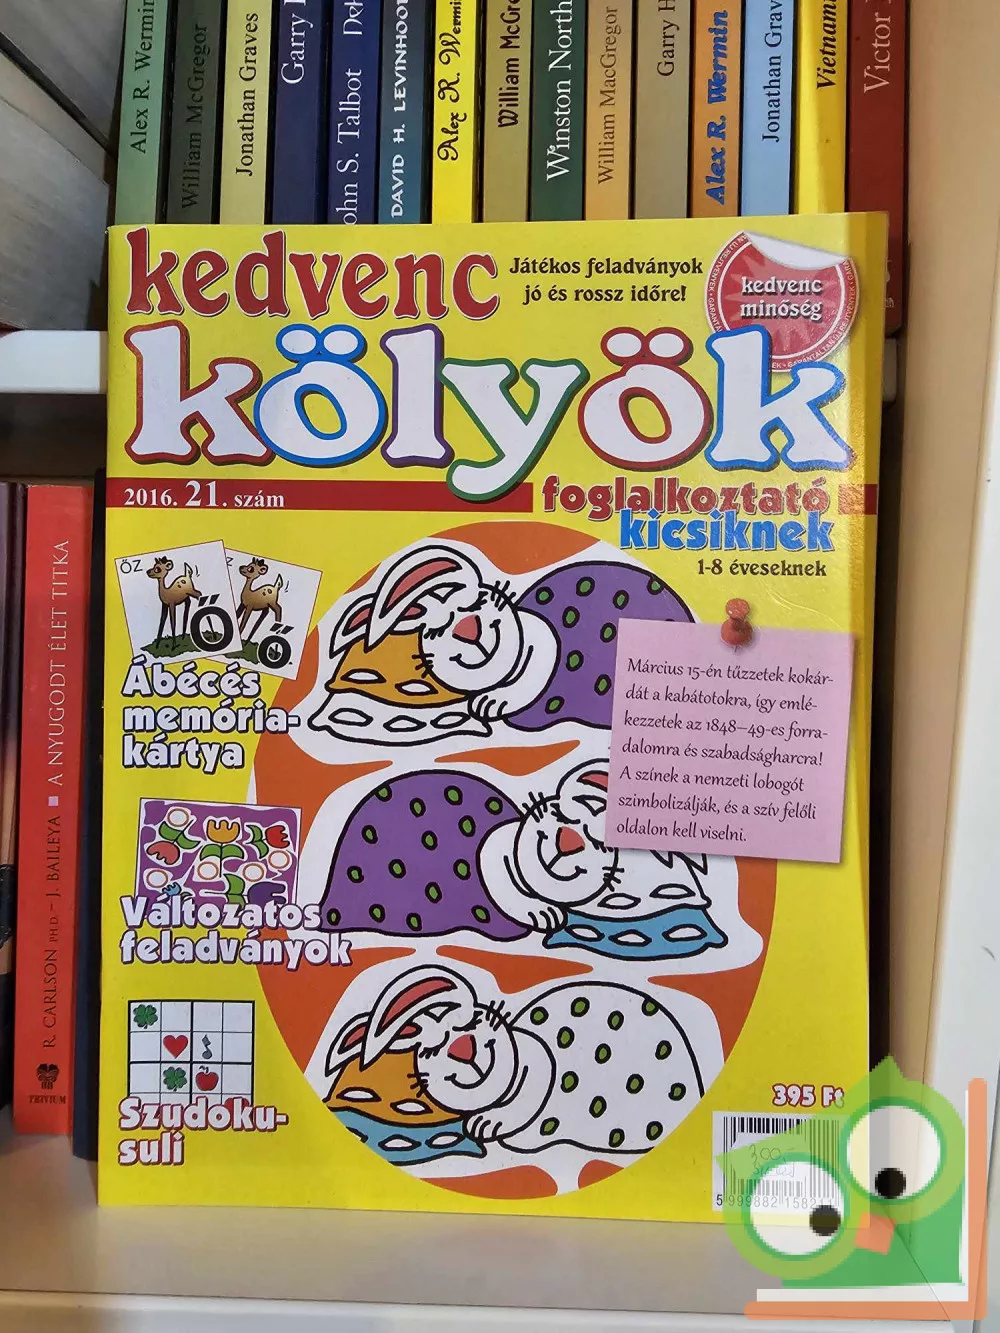 Alex R. Wermin
William McGregor
Jonathan Graves
Garry
John S. Talbot
DAVID H. LEVINHOO
Alex R. Wermin
William McGre
Winston North
William MacGregor
Garry H
Alex R. Wermin
Jonathan Grav
Vietnam
Victor
kedvenc
Játékos feladványok
jó és rossz időre!
kedvenc
minőség
kölyök
2016. 21. szám
foglalkoztató
kicsiknek
1-8 éveseknek
ŐZ
Ő
Ő
Ábécés
memória-
kártya
Március 15-én tűzzetek kokár-
dát a kabátotokra, így emlé-
kezzetek az 1848–49-es forra-
dalomra és szabadságharcra!
A színek a nemzeti lobogót
szimbolizálják, és a szív felőli
oldalon kell viselni.
Változatos
feladványok
Szudoku-
suli
395 Ft
5 999882 15821
R. CARLSON PH.D. – J. BAILEYA ■ A NYUGODT ÉLET TITKA
TRIVIUM